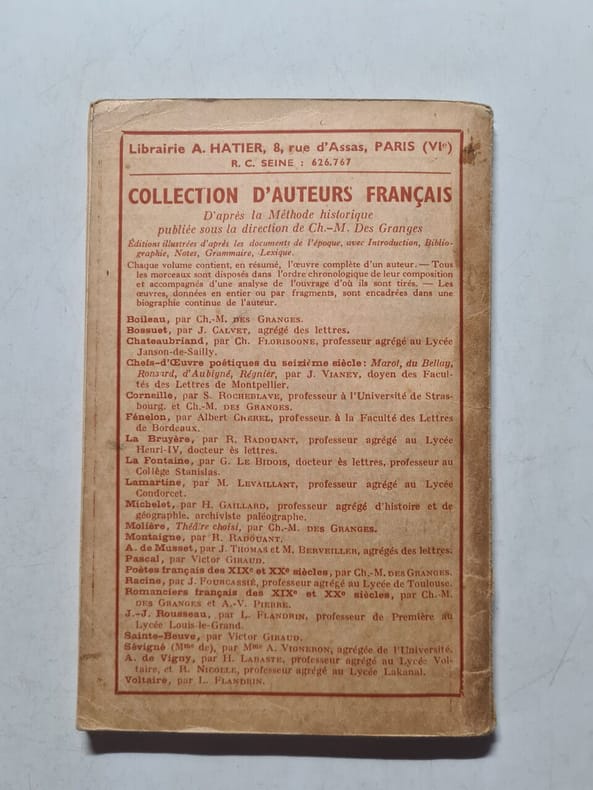 Librairie A. HATIER, 8, rue d'Assas, PARIS (VIᵉ)
R. C. SEINE : 626.767
COLLECTION D'AUTEURS FRANÇAIS
D'après la Méthode historique
publiée sous la direction de Ch.-M. Des Granges
Éditions illustrées d'après les documents de l'époque, avec Introduction, Biblio-
graphie, Notes, Grammaire, Lexique.
Chaque volume contient, en résumé, l'œuvre complète d'un auteur. — Tous
les morceaux sont disposés dans l'ordre chronologique de leur composition
et accompagnés d'une analyse de l'ouvrage d'où ils sont tirés. — Les
œuvres, données en entier ou par fragments, sont encadrées dans une
biographie continue de l'auteur.
Boileau, par Ch.-M. DES GRANGES.
Bossuet, par J. CALVET, agrégé des lettres.
Chateaubriand, par Ch. FLORISOONE, professeur agrégé au Lycée
Janson-de-Sailly.
Chefs-d'Œuvre poétiques du seizième siècle : Marot, du Bellay,
Ronsard, d'Aubigné, Régnier, par J. VIANEY, doyen des Facul-
tés des Lettres de Montpellier.
Corneille, par S. ROCHEBLAVE, professeur à l'Université de Stras-
bourg, et Ch.-M. DES GRANGES.
Fénelon, par Albert CHEREL, professeur à la Faculté des Lettres
de Bordeaux.
La Bruyère, par R. RADOUANT, professeur agrégé au Lycée
Henri-IV, docteur ès lettres.
La Fontaine, par G. LE BIDOIS, docteur ès lettres, professeur au
Collège Stanislas.
Lamartine, par M. LEVAILLANT, professeur agrégé au Lycée
Condorcet.
Michelet, par H. GAILLARD, professeur agrégé d'histoire et de
géographie, archiviste paléographe.
Molière, Théâtre choisi, par Ch.-M. DES GRANGES.
Montaigne, par R. RADOUANT.
A. de Musset, par J. THOMAS et M. BERVEILLER, agrégés des lettres.
Pascal, par Victor GIRAUD.
Poètes français des XIXᵉ et XXᵉ siècles, par Ch.-M. DES GRANGES.
Racine, par J. FOURCASSIÉ, professeur agrégé au Lycée de Toulouse.
Romanciers français des XIXᵉ et XXᵉ siècles, par Ch.-M.
DES GRANGES et A.-V. PIERRE.
J.-J. Rousseau, par L. FLANDRIN, professeur de Première au
Lycée Louis-le-Grand.
Sainte-Beuve, par Victor GIRAUD.
Sévigné (Mᵐᵉ de), par Mᵐᵉ A. VIGNERON, agrégée de l'Université.
A. de Vigny, par H. LABASTE, professeur agrégé au Lycée Vol-
taire, et R. NICOLLE, professeur agrégé au Lycée Lakanal.
Voltaire, par L. FLANDRIN.